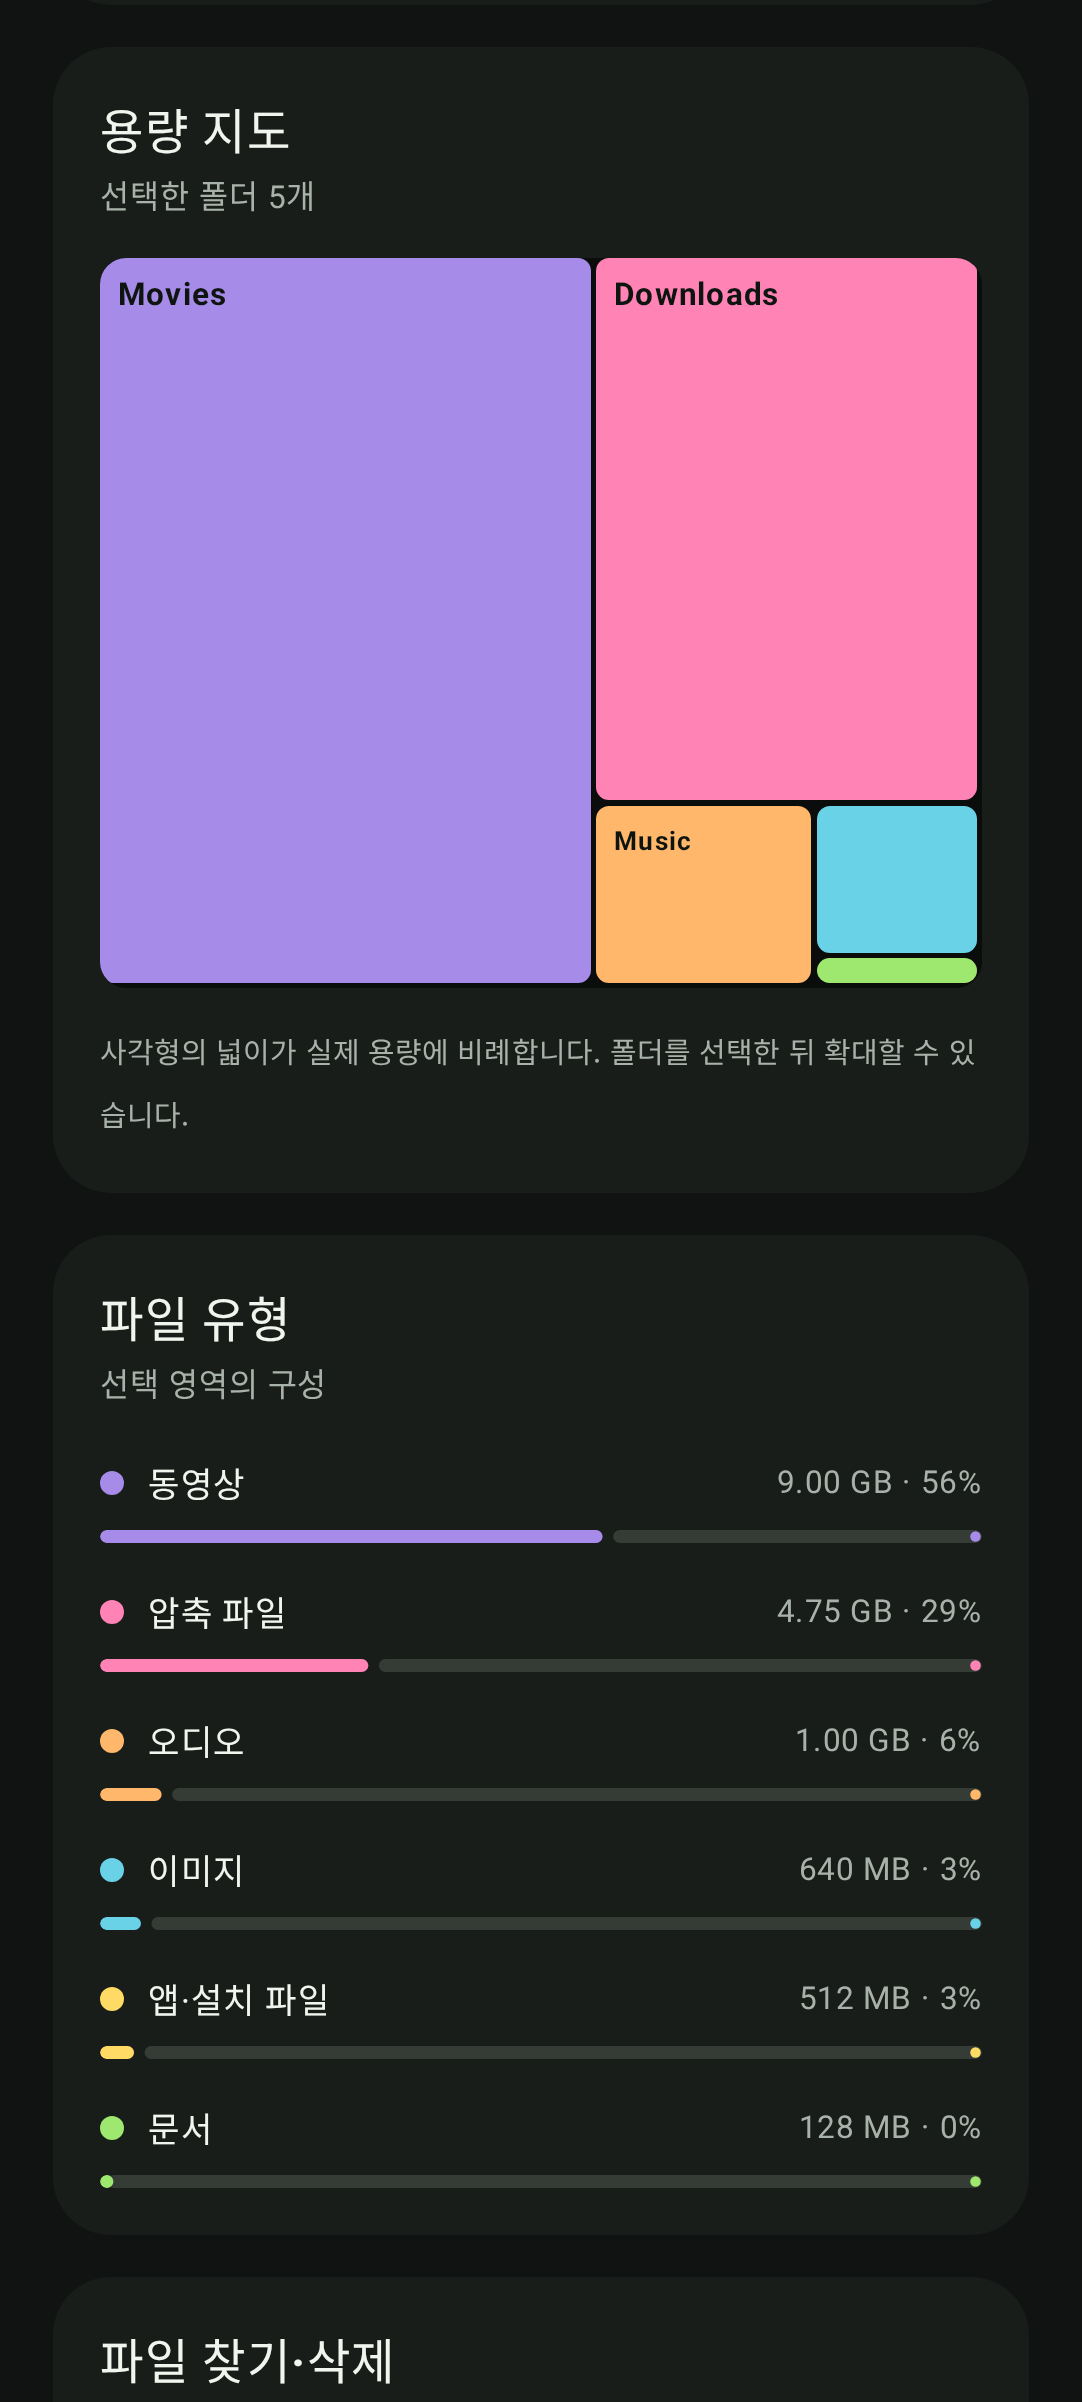 용량 지도
선택한 폴더 5개
Movies
Downloads
Music
사각형의 넓이가 실제 용량에 비례합니다. 폴더를 선택한 뒤 확대할 수 있
습니다.
파일 유형
선택 영역의 구성
동영상 9.00 GB · 56%
압축 파일 4.75 GB · 29%
오디오 1.00 GB · 6%
이미지 640 MB · 3%
앱·설치 파일 512 MB · 3%
문서 128 MB · 0%
파일 찾기·삭제